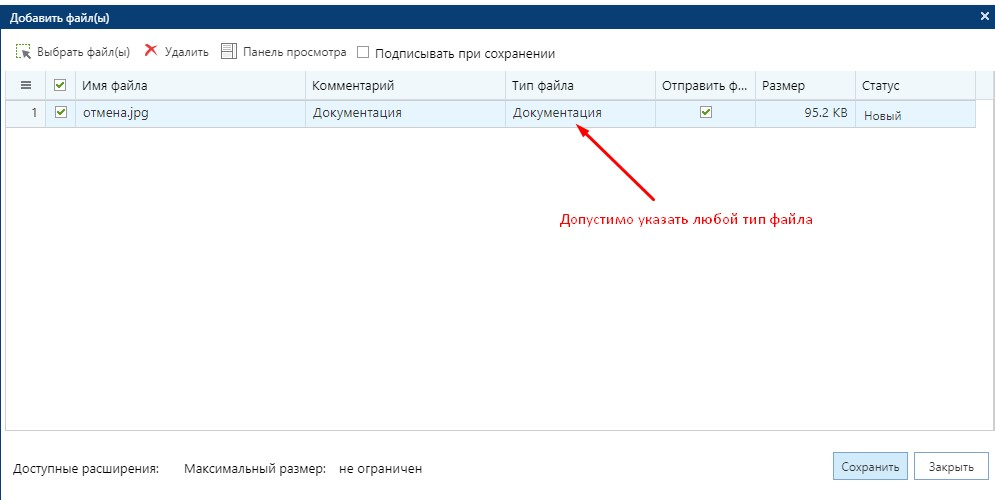 Добавить файл(ы)
Выбрать файл(ы) Удалить Панель просмотра Подписывать при сохранении
Имя файла Комментарий Тип файла Отправить ф... Размер Статус
1 отмена.jpg Документация Документация 95.2 KB Новый
Допустимо указать любой тип файла
Доступные расширения: Максимальный размер: не ограничен Сохранить Закрыть